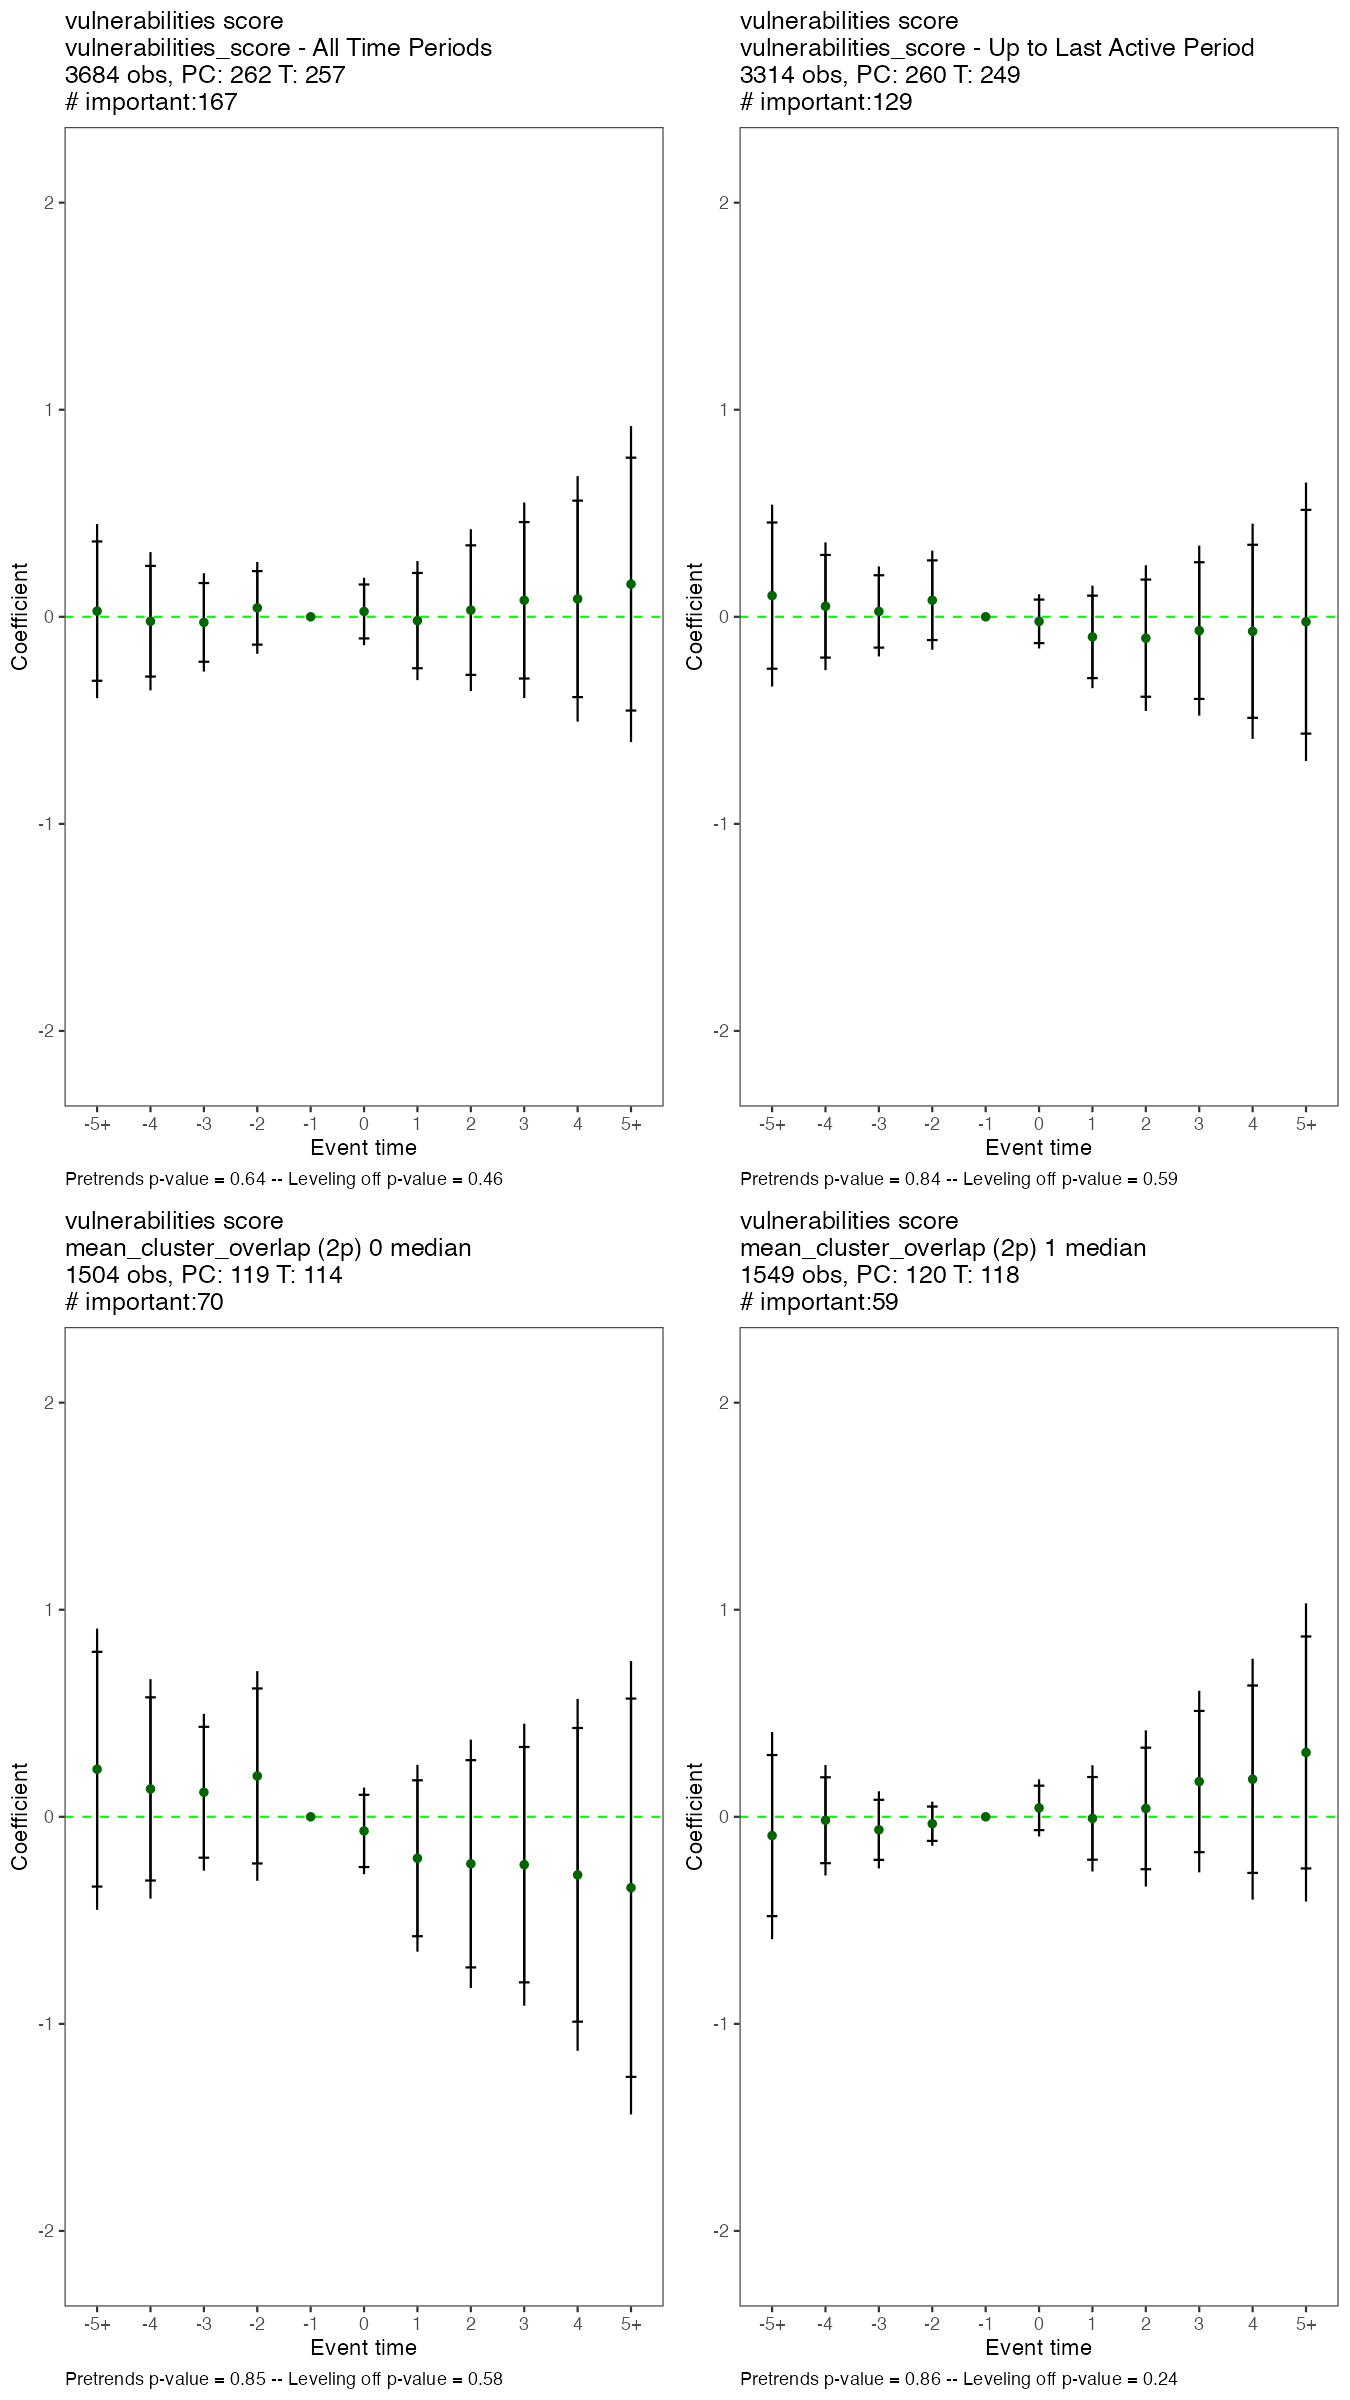 vulnerabilities score
vulnerabilities_score - All Time Periods
3684 obs, PC: 262 T: 257
# important:167
2
1
0
-1
-2
Coefficient
-5+ -4 -3 -2 -1 0 1 2 3 4 5+
Event time
Pretrends p-value = 0.64 -- Leveling off p-value = 0.46
vulnerabilities score
vulnerabilities_score - Up to Last Active Period
3314 obs, PC: 260 T: 249
# important:129
2
1
0
-1
-2
Coefficient
-5+ -4 -3 -2 -1 0 1 2 3 4 5+
Event time
Pretrends p-value = 0.84 -- Leveling off p-value = 0.59
vulnerabilities score
mean_cluster_overlap (2p) 0 median
1504 obs, PC: 119 T: 114
# important:70
2
1
0
-1
-2
Coefficient
-5+ -4 -3 -2 -1 0 1 2 3 4 5+
Event time
Pretrends p-value = 0.85 -- Leveling off p-value = 0.58
vulnerabilities score
mean_cluster_overlap (2p) 1 median
1549 obs, PC: 120 T: 118
# important:59
2
1
0
-1
-2
Coefficient
-5+ -4 -3 -2 -1 0 1 2 3 4 5+
Event time
Pretrends p-value = 0.86 -- Leveling off p-value = 0.24